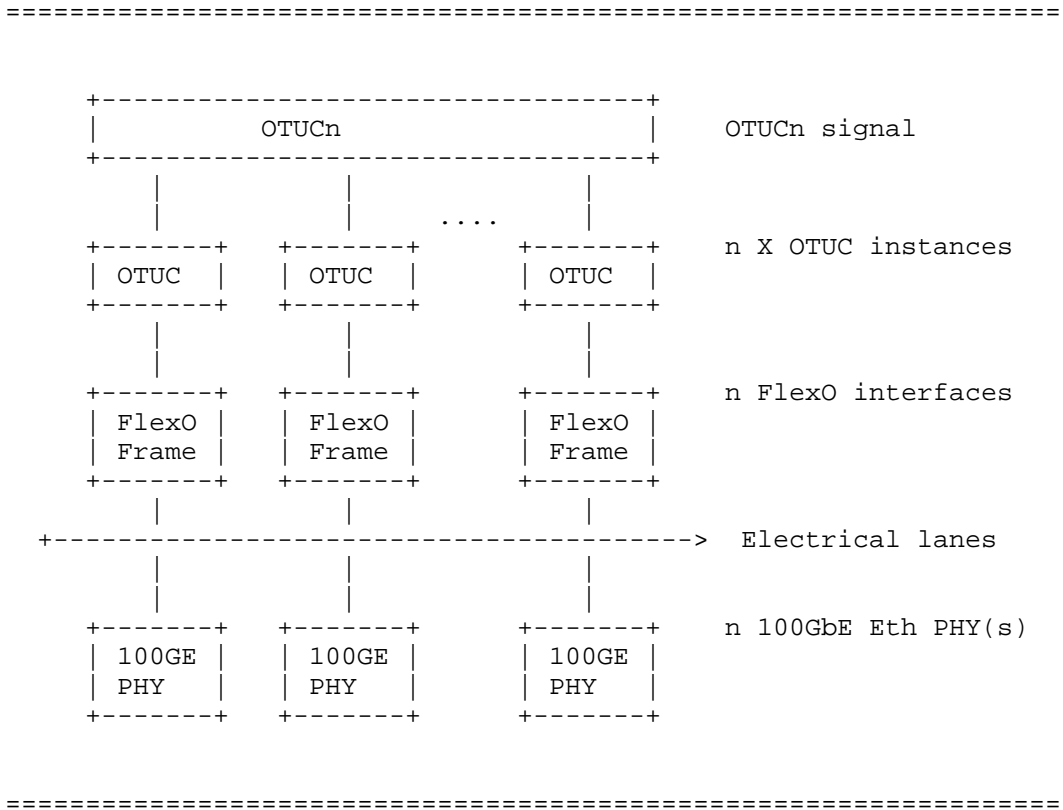 OTUCn OTUCn signal
....
n X OTUC instances
OTUC OTUC OTUC
n FlexO interfaces
FlexO FlexO FlexO
Frame Frame Frame
Electrical lanes
n 100GbE Eth PHY(s)
100GE 100GE 100GE
PHY PHY PHY